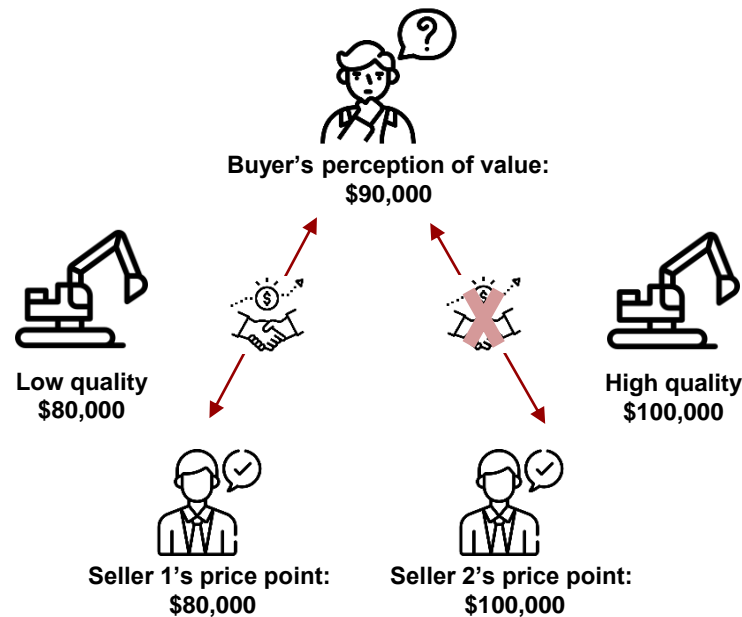 ?
Buyer’s perception of value:
$90,000
$
$
Low quality
$80,000
High quality
$100,000
Seller 1’s price point:
$80,000
Seller 2’s price point:
$100,000